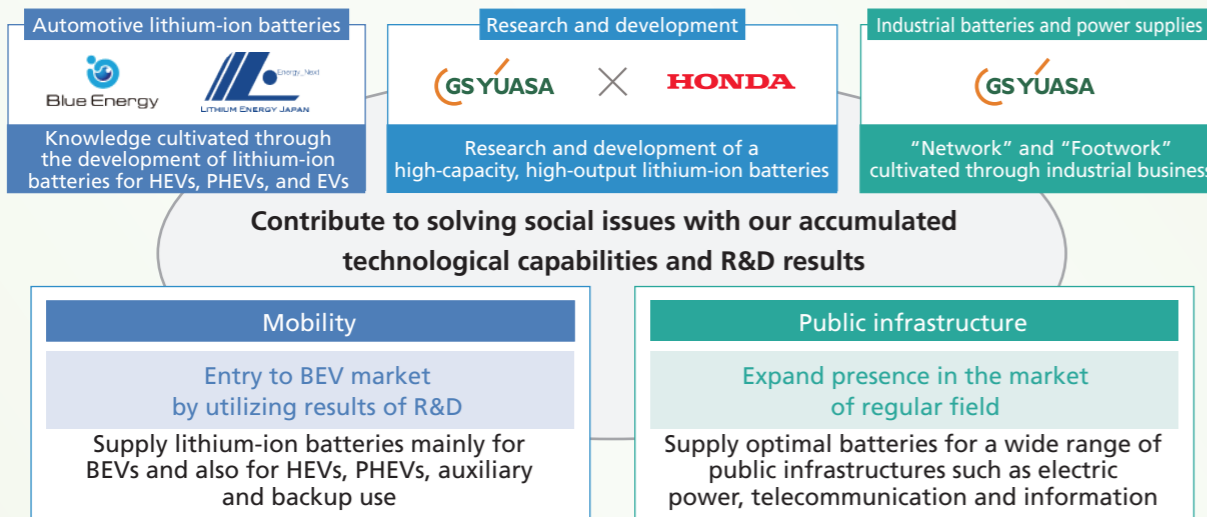 Automotive lithium-ion batteries
Blue Energy
Energy_Next
LITHIUM ENERGY JAPAN
Knowledge cultivated through
the development of lithium-ion
batteries for HEVs, PHEVs, and EVs
Research and development
GS YUASA
×
HONDA
Research and development of a
high-capacity, high-output lithium-ion batteries
Industrial batteries and power supplies
GS YUASA
“Network” and “Footwork”
cultivated through industrial business
Contribute to solving social issues with our accumulated
technological capabilities and R&D results
Mobility
Entry to BEV market
by utilizing results of R&D
Supply lithium-ion batteries mainly for
BEVs and also for HEVs, PHEVs, auxiliary
and backup use
Public infrastructure
Expand presence in the market
of regular field
Supply optimal batteries for a wide range of
public infrastructures such as electric
power, telecommunication and information